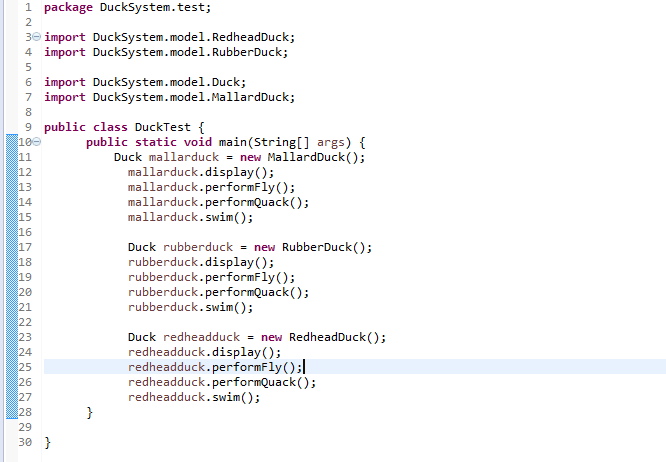 1 package DuckSystem.test;
2
3 import DuckSystem.model.RedheadDuck;
4 import DuckSystem.model.RubberDuck;
5
6 import DuckSystem.model.Duck;
7 import DuckSystem.model.MallardDuck;
8
9 public class DuckTest {
10 public static void main(String[] args) {
11 Duck mallarduck = new MallardDuck();
12 mallarduck.display();
13 mallarduck.performFly();
14 mallarduck.performQuack();
15 mallarduck.swim();
16
17 Duck rubberduck = new RubberDuck();
18 rubberduck.display();
19 rubberduck.performFly();
20 rubberduck.performQuack();
21 rubberduck.swim();
22
23 Duck redheadduck = new RedheadDuck();
24 redheadduck.display();
25 redheadduck.performFly();
26 redheadduck.performQuack();
27 redheadduck.swim();
28 }
29
30 }